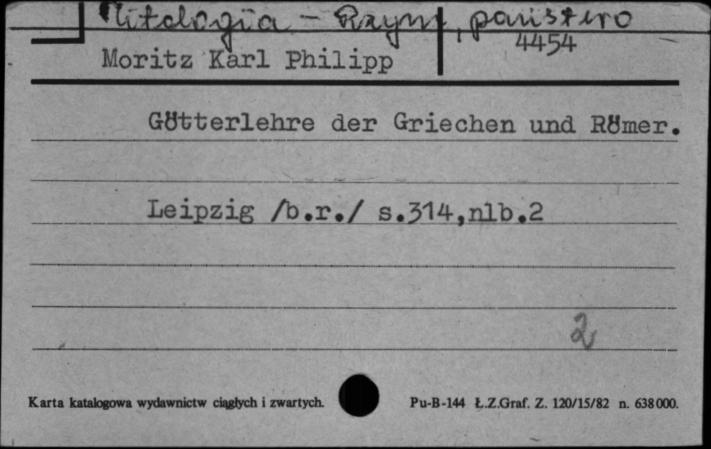 Mitologia - Rzym, państwo
4454
Moritz Karl Philipp
Götterlehre der Griechen und Römer.
Leipzig /b.r./ s.314,nlb.2
2
Karta katalogowa wydawnictw ciągłych i zwartych.
Pu-B-144 Ł.Z.Graf. Z. 120/15/82 n. 638000.